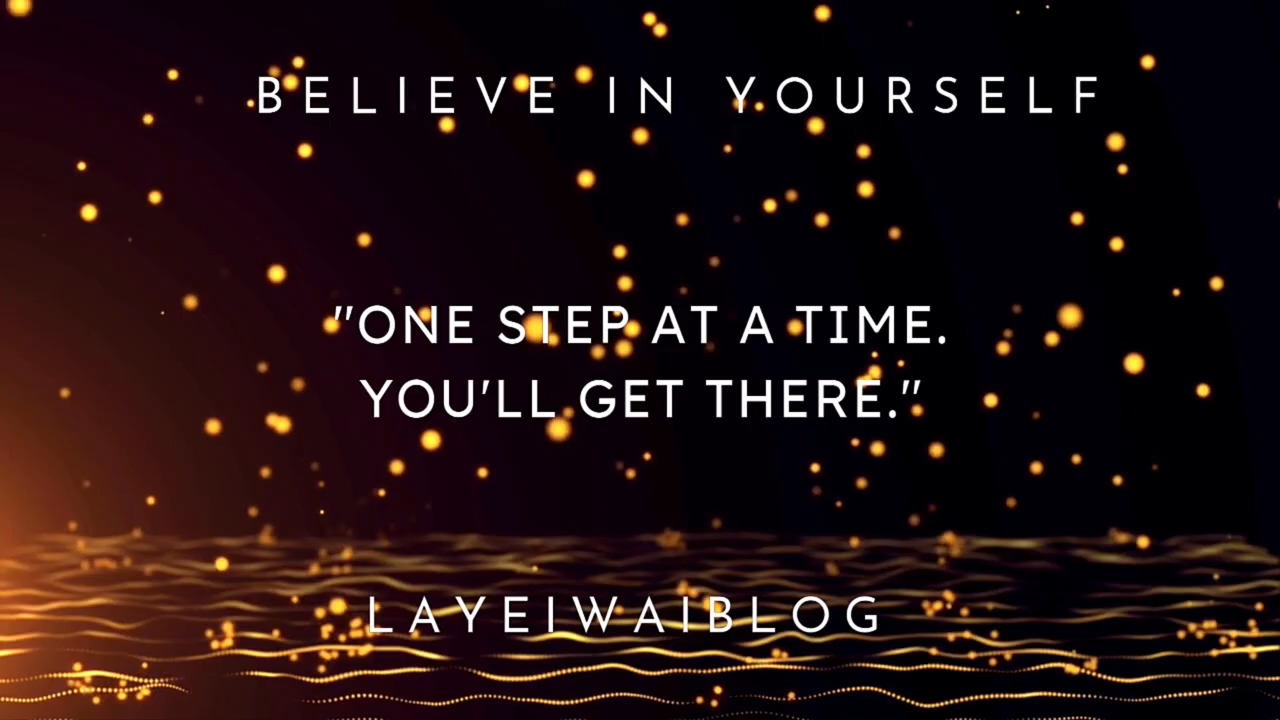 BELIEVE IN YOURSELF
"ONE STEP AT A TIME.
YOU'LL GET THERE."
LAYEIWAIBLOG